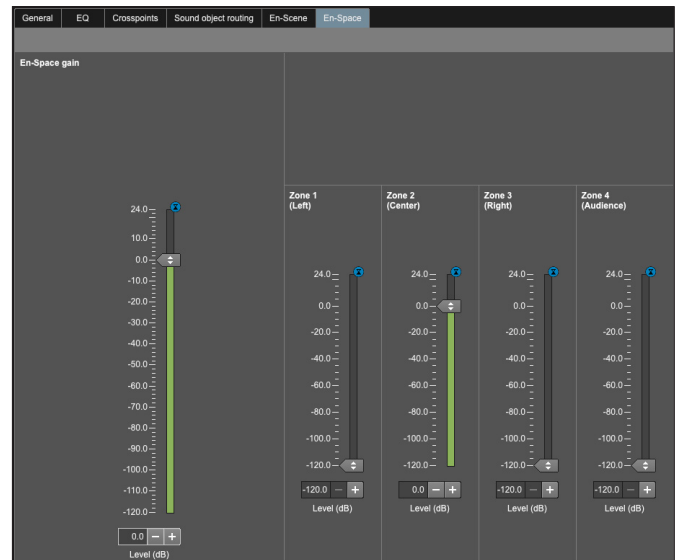 General EQ Crosspoints Sound object routing En-Scene En-Space
En-Space gain
24.0
10.0
0.0
-10.0
-20.0
-30.0
-40.0
-50.0
-60.0
-70.0
-80.0
-90.0
-100.0
-110.0
-120.0
0.0 − +
Level (dB)
Zone 1
(Left)
24.0
0.0
-20.0
-40.0
-60.0
-80.0
-100.0
-120.0
-120.0 − +
Level (dB)
Zone 2
(Center)
24.0
0.0
-20.0
-40.0
-60.0
-80.0
-100.0
-120.0
0.0 − +
Level (dB)
Zone 3
(Right)
24.0
0.0
-20.0
-40.0
-60.0
-80.0
-100.0
-120.0
-120.0 − +
Level (dB)
Zone 4
(Audience)
24.0
0.0
-20.0
-40.0
-60.0
-80.0
-100.0
-120.0
-120.0 − +
Level (dB)